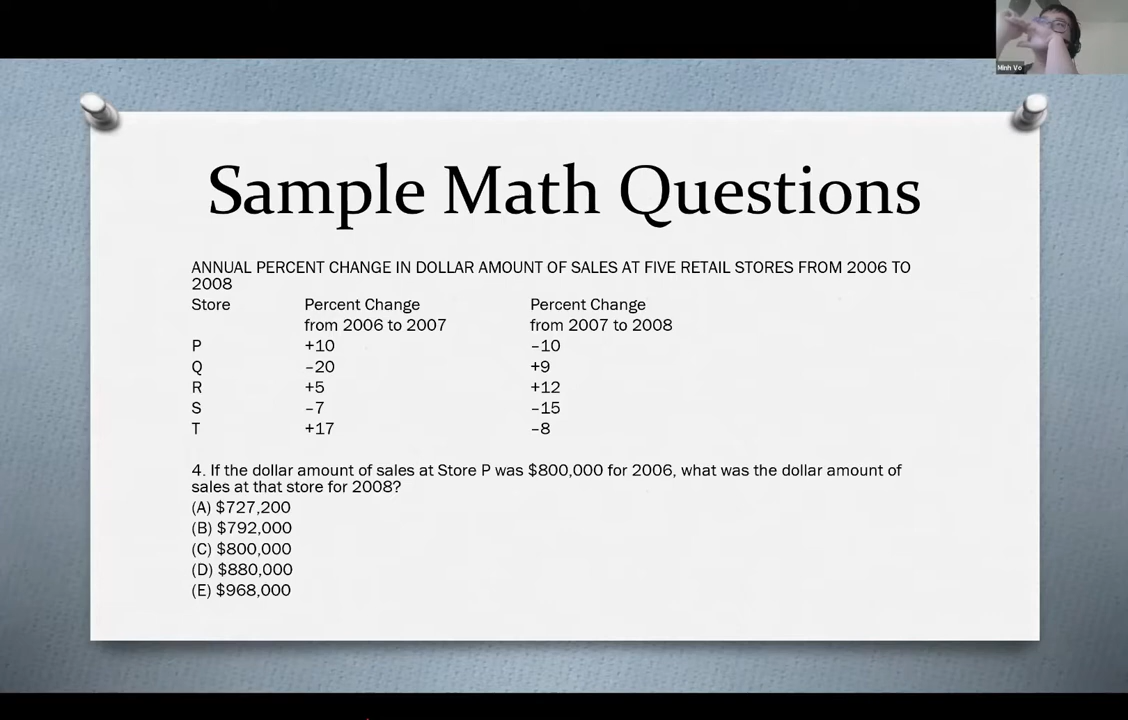 Minh Vo
Sample Math Questions
ANNUAL PERCENT CHANGE IN DOLLAR AMOUNT OF SALES AT FIVE RETAIL STORES FROM 2006 TO
2008
Store Percent Change Percent Change
from 2006 to 2007 from 2007 to 2008
P +10 –10
Q –20 +9
R +5 +12
S –7 –15
T +17 –8
4. If the dollar amount of sales at Store P was $800,000 for 2006, what was the dollar amount of
sales at that store for 2008?
(A) $727,200
(B) $792,000
(C) $800,000
(D) $880,000
(E) $968,000